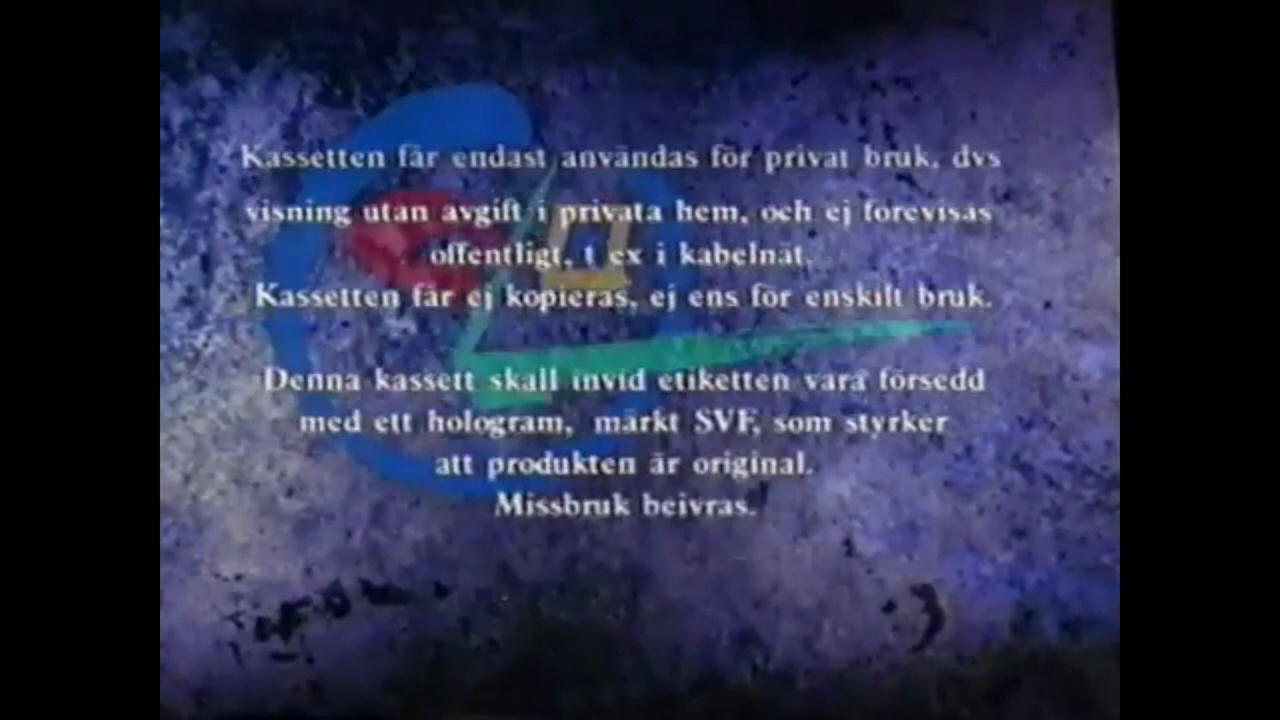 Kassetten får endast användas för privat bruk, dvs
visning utan avgift i privata hem, och ej förevisas
offentligt, t ex i kabelnät.
Kassetten får ej kopieras, ej ens för enskilt bruk.
Denna kassett skall invid etiketten vara försedd
med ett hologram, märkt SVF, som styrker
att produkten är original.
Missbruk beivras.